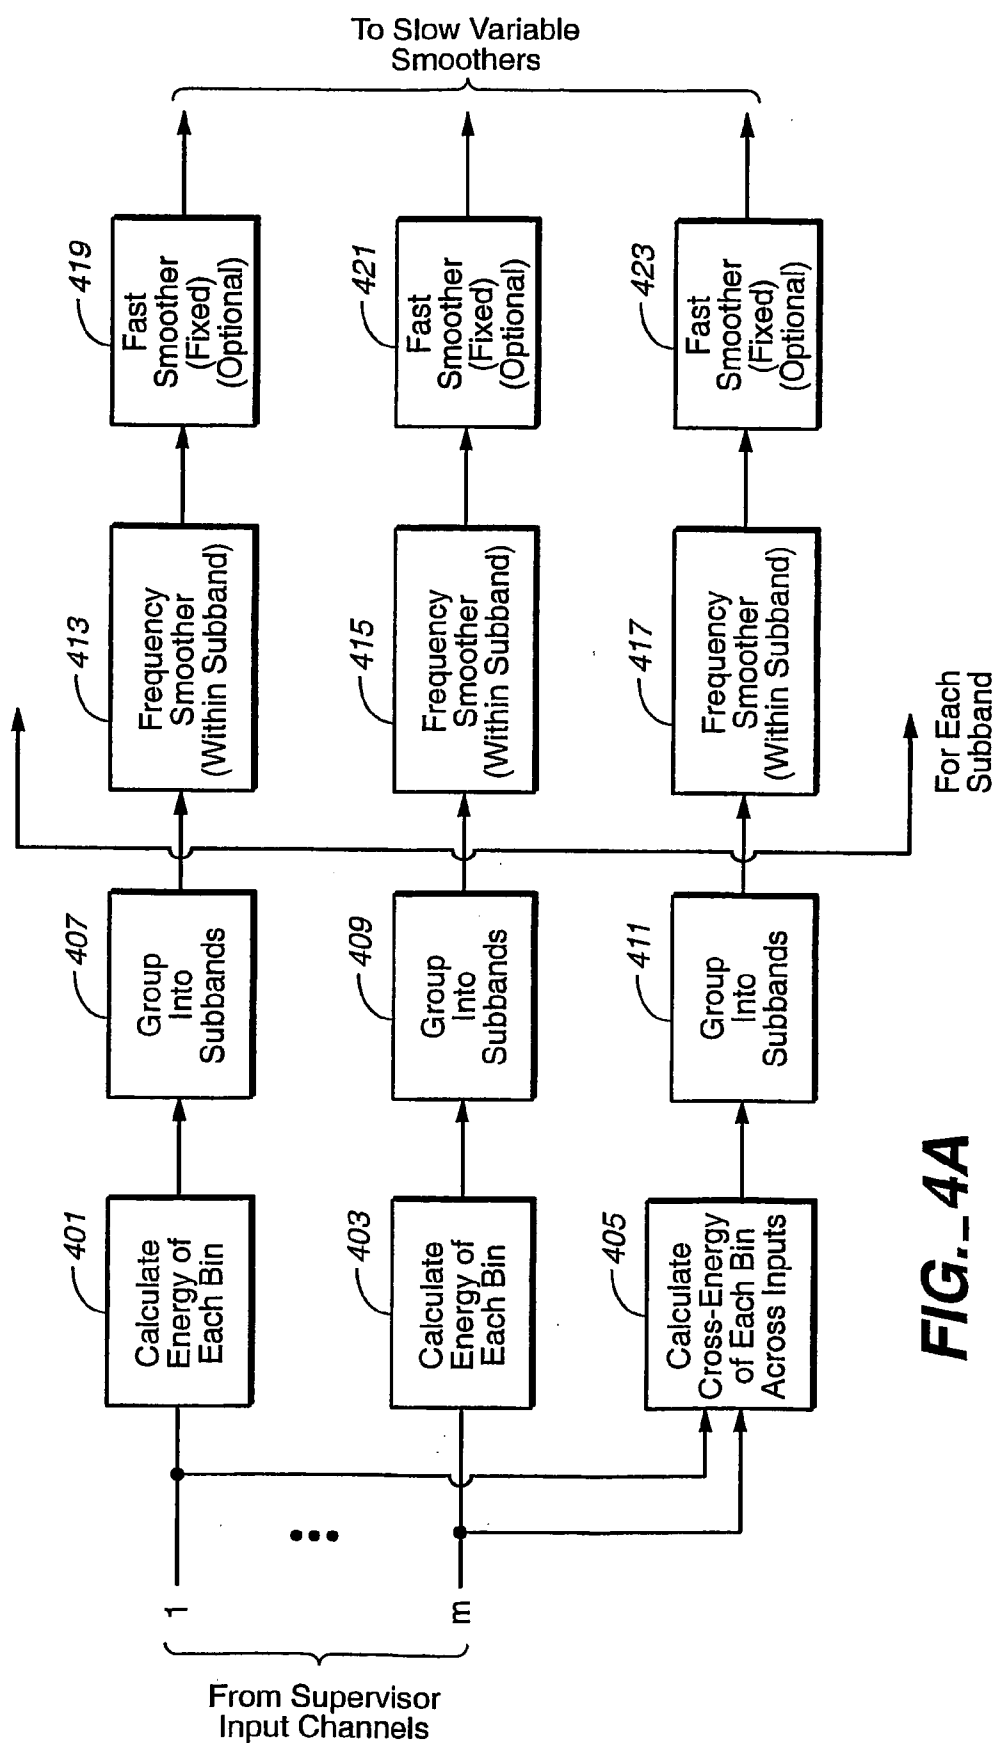 From Supervisor
Input Channels
1
m
401
Calculate
Energy of
Each Bin
403
Calculate
Energy of
Each Bin
405
Calculate
Cross-Energy
of Each Bin
Across Inputs
407
Group
Into
Subbands
409
Group
Into
Subbands
411
Group
Into
Subbands
For Each
Subband
413
Frequency
Smoother
(Within Subband)
415
Frequency
Smoother
(Within Subband)
417
Frequency
Smoother
(Within Subband)
419
Fast
Smoother
(Fixed)
(Optional)
421
Fast
Smoother
(Fixed)
(Optional)
423
Fast
Smoother
(Fixed)
(Optional)
To Slow Variable
Smoothers
FIG._4A